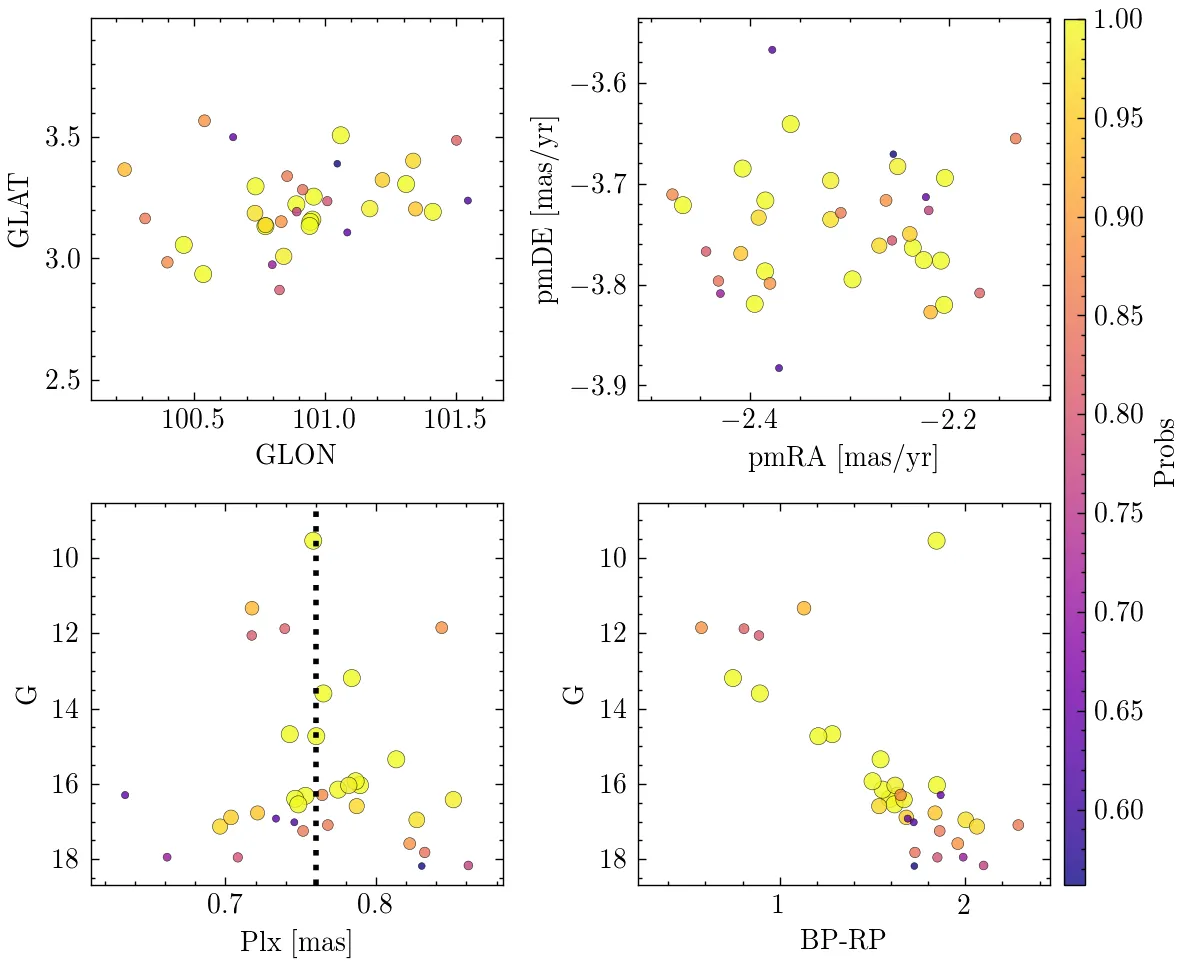 GLAT
3.5
3.0
2.5
100.5 101.0 101.5
GLON
pmDE [mas/yr]
−3.6
−3.7
−3.8
−3.9
−2.4 −2.2
pmRA [mas/yr]
G
10
12
14
16
18
0.7 0.8
Plx [mas]
G
10
12
14
16
18
1 2
BP-RP
1.00
0.95
0.90
0.85
0.80
0.75
0.70
0.65
0.60
Probs